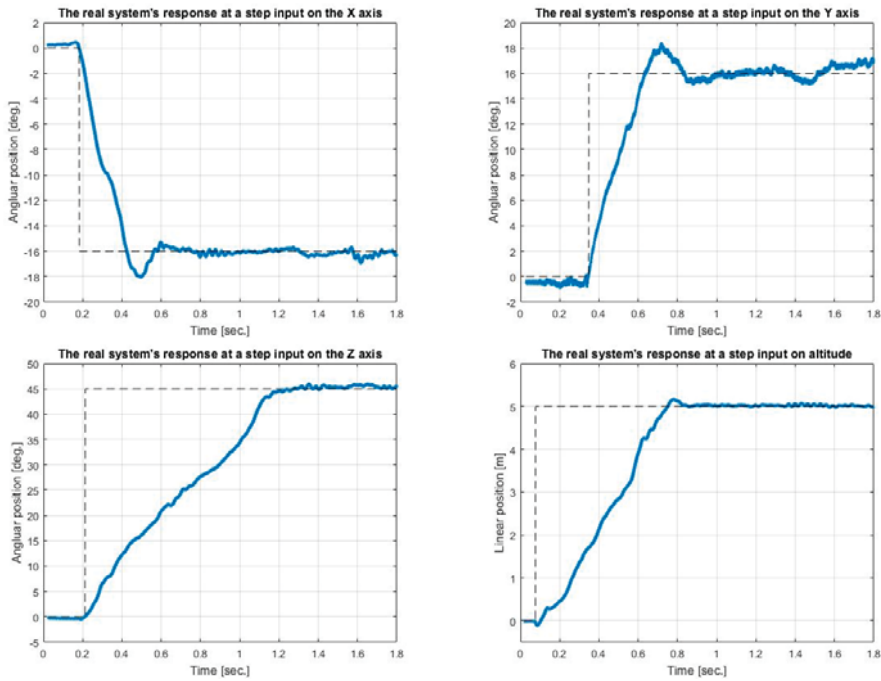 The real system's response at a step input on the X axis
Angluar position [deg.]
2
0
-2
-4
-6
-8
-10
-12
-14
-16
-18
-20
0 0.2 0.4 0.6 0.8 1 1.2 1.4 1.6 1.8
Time [sec.]
The real system's response at a step input on the Y axis
Angluar position [deg.]
20
18
16
14
12
10
8
6
4
2
0
-2
0 0.2 0.4 0.6 0.8 1 1.2 1.4 1.6 1.8
Time [sec.]
The real system's response at a step input on the Z axis
Angluar position [deg.]
50
45
40
35
30
25
20
15
10
5
0
-5
0 0.2 0.4 0.6 0.8 1 1.2 1.4 1.6 1.8
Time [sec.]
The real system's response at a step input on altitude
Linear position [m]
6
5
4
3
2
1
0
0 0.2 0.4 0.6 0.8 1 1.2 1.4 1.6 1.8
Time [sec.]